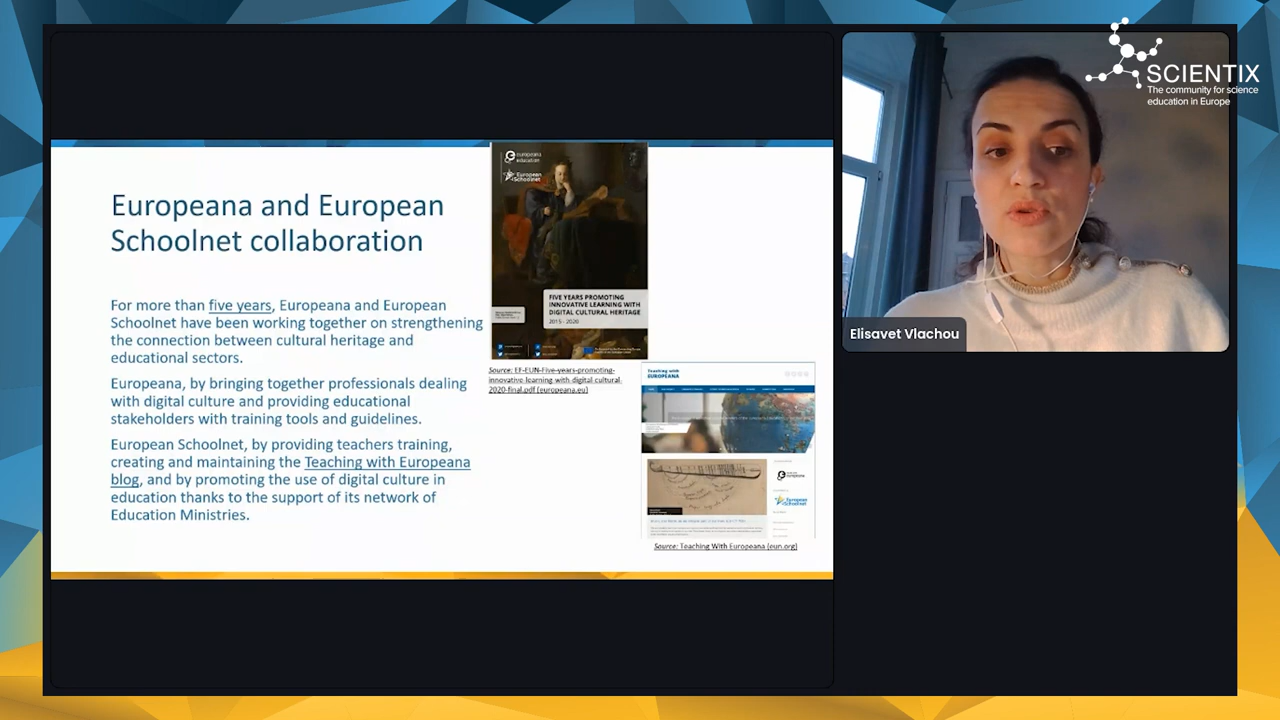 SCIENTIX
The community for science
education in Europe
Elisavet Vlachou
Europeana and European
Schoolnet collaboration
For more than five years, Europeana and European
Schoolnet have been working together on strengthening
the connection between cultural heritage and
educational sectors.
Europeana, by bringing together professionals dealing
with digital culture and providing educational
stakeholders with training tools and guidelines.
European Schoolnet, by providing teachers training,
creating and maintaining the Teaching with Europeana
blog, and by promoting the use of digital culture in
education thanks to the support of its network of
Education Ministries.
europeana
education
European
Schoolnet
FIVE YEARS PROMOTING
INNOVATIVE LEARNING WITH
DIGITAL CULTURAL HERITAGE
2015 - 2020
Source: EF-EUN-Five-years-promoting-
innovative-learning-with-digital cultural-
2020-final.pdf (europeana.eu)
Teaching with
EUROPEANA
europeana
European
Schoolnet
Source: Teaching With Europeana (eun.org)